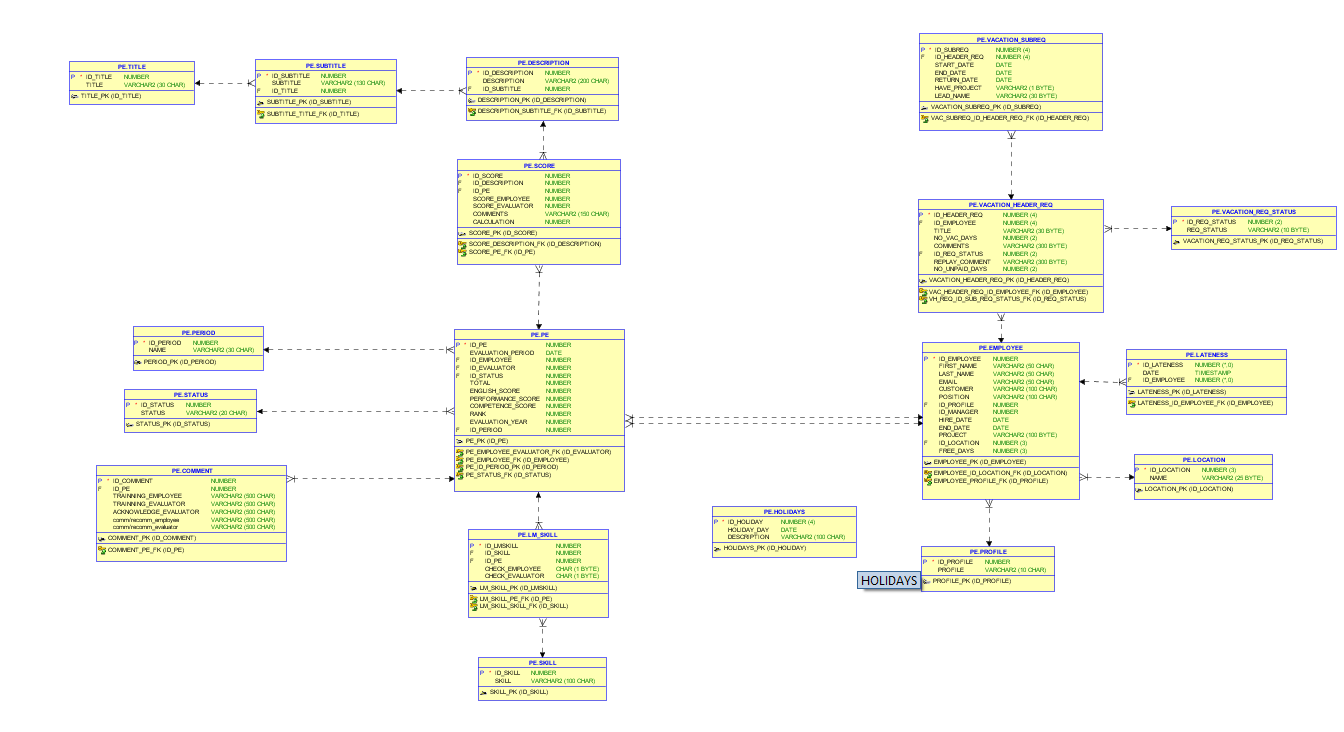 PE.TITLE
P * ID_TITLE NUMBER
TITLE VARCHAR2 (30 CHAR)
TITLE_PK (ID_TITLE)
PE.SUBTITLE
P * ID_SUBTITLE NUMBER
SUBTITLE VARCHAR2 (130 CHAR)
F ID_TITLE NUMBER
SUBTITLE_PK (ID_SUBTITLE)
SUBTITLE_TITLE_FK (ID_TITLE)
PE.DESCRIPTION
P * ID_DESCRIPTION NUMBER
DESCRIPTION VARCHAR2 (200 CHAR)
F ID_SUBTITLE NUMBER
DESCRIPTION_PK (ID_DESCRIPTION)
DESCRIPTION_SUBTITLE_FK (ID_SUBTITLE)
PE.VACATION_SUBREQ
P * ID_SUBREQ NUMBER (4)
F ID_HEADER_REQ NUMBER (4)
START_DATE DATE
END_DATE DATE
RETURN_DATE DATE
HAVE_PROJECT VARCHAR2 (1 BYTE)
LEAD_NAME VARCHAR2 (30 BYTE)
VACATION_SUBREQ_PK (ID_SUBREQ)
VAC_SUBREQ_ID_HEADER_REQ_FK (ID_HEADER_REQ)
PE.SCORE
P * ID_SCORE NUMBER
F ID_DESCRIPTION NUMBER
F ID_PE NUMBER
SCORE_EMPLOYEE NUMBER
SCORE_EVALUATOR NUMBER
COMMENTS VARCHAR2 (150 CHAR)
CALCULATION NUMBER
SCORE_PK (ID_SCORE)
SCORE_DESCRIPTION_FK (ID_DESCRIPTION)
SCORE_PE_FK (ID_PE)
PE.VACATION_HEADER_REQ
P * ID_HEADER_REQ NUMBER (4)
F ID_EMPLOYEE NUMBER (4)
TITLE VARCHAR2 (30 BYTE)
NO_VAC_DAYS NUMBER (2)
COMMENTS VARCHAR2 (300 BYTE)
F ID_REQ_STATUS NUMBER (2)
REPLAY_COMMENT VARCHAR2 (300 BYTE)
NO_UNPAID_DAYS NUMBER (2)
VACATION_HEADER_REQ_PK (ID_HEADER_REQ)
VAC_HEADER_REQ_ID_EMPLOYEE_FK (ID_EMPLOYEE)
VH_REQ_ID_SUB_REQ_STATUS_FK (ID_REQ_STATUS)
PE.VACATION_REQ_STATUS
P * ID_REQ_STATUS NUMBER (2)
REQ_STATUS VARCHAR2 (10 BYTE)
VACATION_REQ_STATUS_PK (ID_REQ_STATUS)
PE.PERIOD
P * ID_PERIOD NUMBER
NAME VARCHAR2 (30 CHAR)
PERIOD_PK (ID_PERIOD)
PE.STATUS
P * ID_STATUS NUMBER
STATUS VARCHAR2 (20 CHAR)
STATUS_PK (ID_STATUS)
PE.PE
P * ID_PE NUMBER
EVALUATION_PERIOD DATE
F ID_EMPLOYEE NUMBER
F ID_EVALUATOR NUMBER
F ID_STATUS NUMBER
TOTAL NUMBER
ENGLISH_SCORE NUMBER
PERFORMANCE_SCORE NUMBER
COMPETENCE_SCORE NUMBER
RANK NUMBER
EVALUATION_YEAR NUMBER
F ID_PERIOD NUMBER
PE_PK (ID_PE)
PE_EMPLOYEE_EVALUATOR_FK (ID_EVALUATOR)
PE_EMPLOYEE_FK (ID_EMPLOYEE)
PE_ID_PERIOD_PK (ID_PERIOD)
PE_STATUS_FK (ID_STATUS)
PE.EMPLOYEE
P * ID_EMPLOYEE NUMBER
FIRST_NAME VARCHAR2 (50 CHAR)
LAST_NAME VARCHAR2 (50 CHAR)
EMAIL VARCHAR2 (50 CHAR)
CUSTOMER VARCHAR2 (100 CHAR)
POSITION VARCHAR2 (100 CHAR)
F ID_PROFILE NUMBER
ID_MANAGER NUMBER
HIRE_DATE DATE
END_DATE DATE
PROJECT VARCHAR2 (100 BYTE)
F ID_LOCATION NUMBER (3)
FREE_DAYS NUMBER (3)
EMPLOYEE_PK (ID_EMPLOYEE)
EMPLOYEE_ID_LOCATION_FK (ID_LOCATION)
EMPLOYEE_PROFILE_FK (ID_PROFILE)
PE.LATENESS
P * ID_LATENESS NUMBER (*,0)
DATE TIMESTAMP
F ID_EMPLOYEE NUMBER (*,0)
LATENESS_PK (ID_LATENESS)
LATENESS_ID_EMPLOYEE_FK (ID_EMPLOYEE)
PE.LOCATION
P * ID_LOCATION NUMBER (3)
NAME VARCHAR2 (25 BYTE)
LOCATION_PK (ID_LOCATION)
PE.COMMENT
P * ID_COMMENT NUMBER
F ID_PE NUMBER
TRAINNING_EMPLOYEE VARCHAR2 (500 CHAR)
TRAINNING_EVALUATOR VARCHAR2 (500 CHAR)
ACKNOWLEDGE_EVALUATOR VARCHAR2 (500 CHAR)
comm/recomm_employee VARCHAR2 (500 CHAR)
comm/recomm_evaluator VARCHAR2 (500 CHAR)
COMMENT_PK (ID_COMMENT)
COMMENT_PE_FK (ID_PE)
PE.HOLIDAYS
P * ID_HOLIDAY NUMBER (4)
HOLIDAY_DAY DATE
DESCRIPTION VARCHAR2 (100 CHAR)
HOLIDAYS_PK (ID_HOLIDAY)
PE.LM_SKILL
P * ID_LMSKILL NUMBER
F ID_SKILL NUMBER
F ID_PE NUMBER
CHECK_EMPLOYEE CHAR (1 BYTE)
CHECK_EVALUATOR CHAR (1 BYTE)
LM_SKILL_PK (ID_LMSKILL)
LM_SKILL_PE_FK (ID_PE)
LM_SKILL_SKILL_FK (ID_SKILL)
PE.PROFILE
P * ID_PROFILE NUMBER
PROFILE VARCHAR2 (10 CHAR)
PROFILE_PK (ID_PROFILE)
HOLIDAYS
PE.SKILL
P * ID_SKILL NUMBER
SKILL VARCHAR2 (100 CHAR)
SKILL_PK (ID_SKILL)